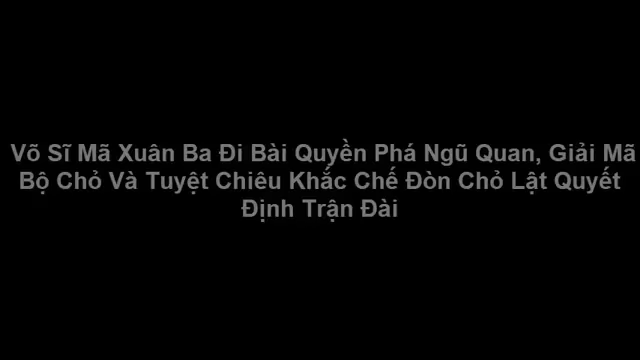 Võ Sĩ Mã Xuân Ba Đi Bài Quyền Phá Ngũ Quan, Giải Mã
Bộ Chỏ Và Tuyệt Chiêu Khắc Chế Đòn Chỏ Lật Quyết
Định Trận Đài